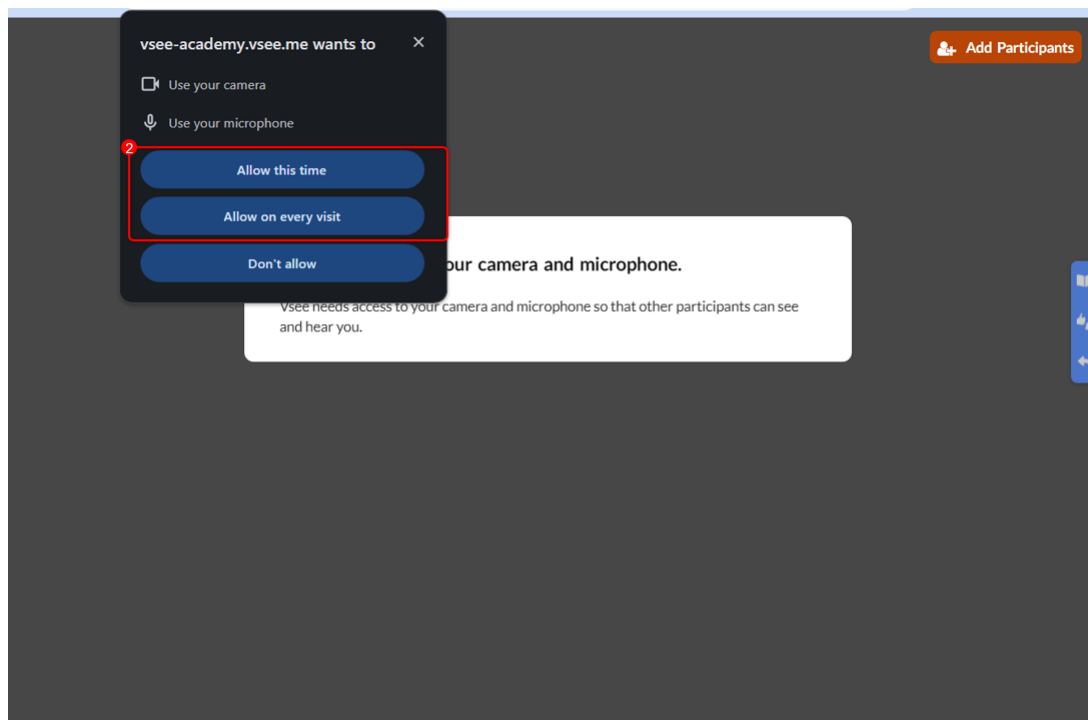 vsee-academy.vsee.me wants to
Add Participants
Use your camera
Use your microphone
2
Allow this time
Allow on every visit
Don't allow
camera and microphone.
Vsee needs access to your camera and microphone so that other participants can see
and hear you.